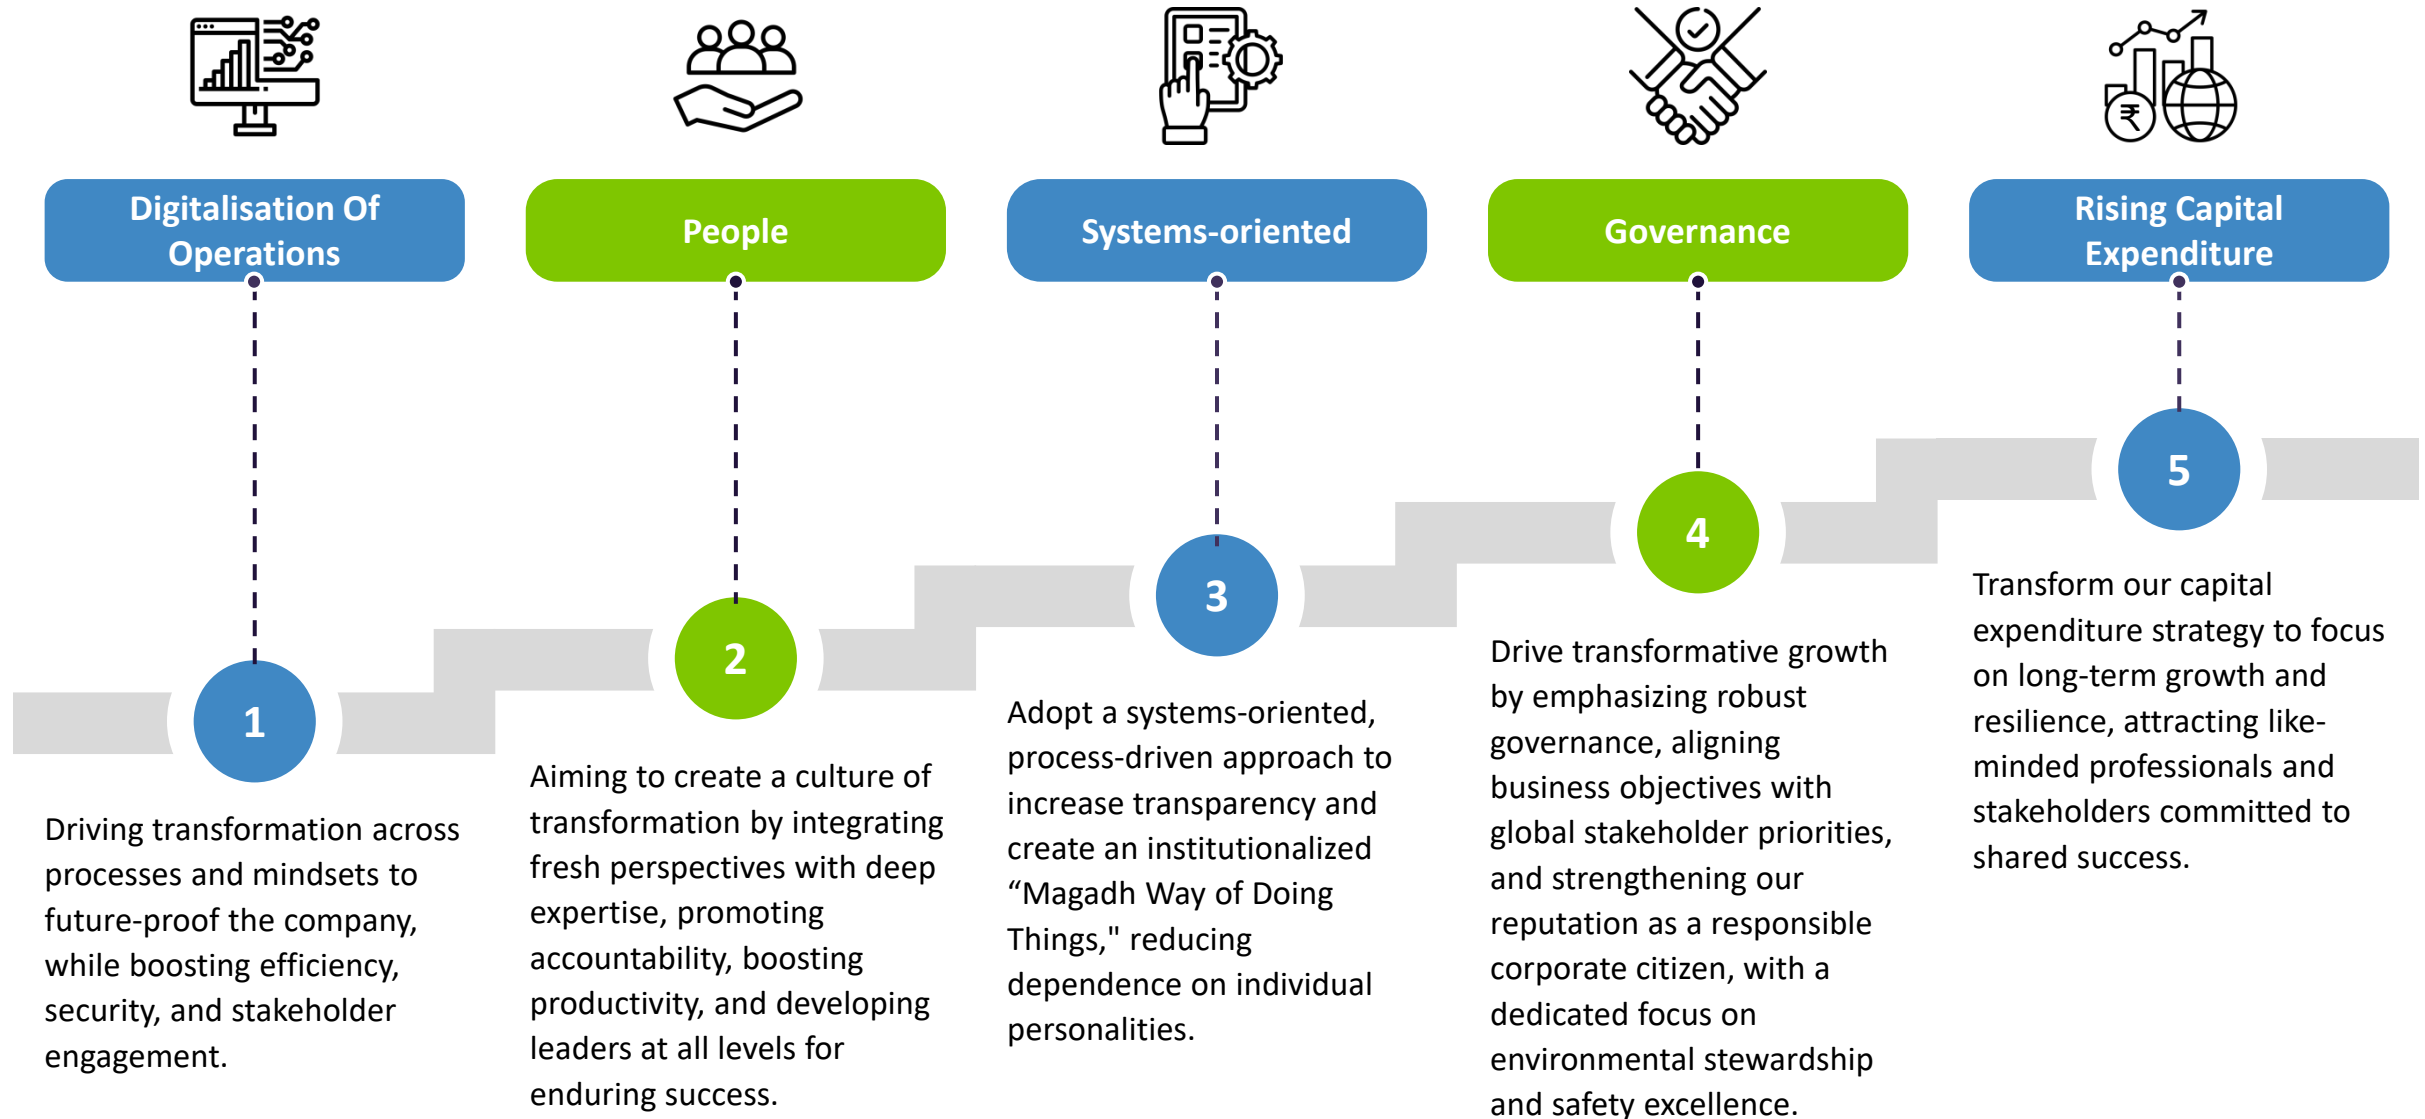 Digitalisation Of
Operations
People
Systems-oriented
Governance
Rising Capital
Expenditure
₹
1
Driving transformation across
processes and mindsets to
future-proof the company,
while boosting efficiency,
security, and stakeholder
engagement.
2
Aiming to create a culture of
transformation by integrating
fresh perspectives with deep
expertise, promoting
accountability, boosting
productivity, and developing
leaders at all levels for
enduring success.
3
Adopt a systems-oriented,
process-driven approach to
increase transparency and
create an institutionalized
“Magadh Way of Doing
Things," reducing
dependence on individual
personalities.
4
Drive transformative growth
by emphasizing robust
governance, aligning
business objectives with
global stakeholder priorities,
and strengthening our
reputation as a responsible
corporate citizen, with a
dedicated focus on
environmental stewardship
and safety excellence.
5
Transform our capital
expenditure strategy to focus
on long-term growth and
resilience, attracting like-
minded professionals and
stakeholders committed to
shared success.